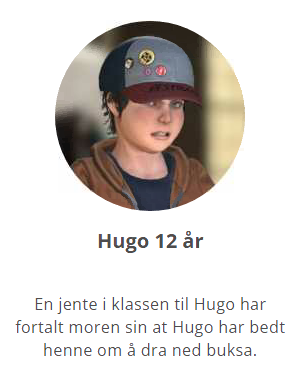 Hugo 12 år
En jente i klassen til Hugo har
fortalt moren sin at Hugo har bedt
henne om å dra ned buksa.